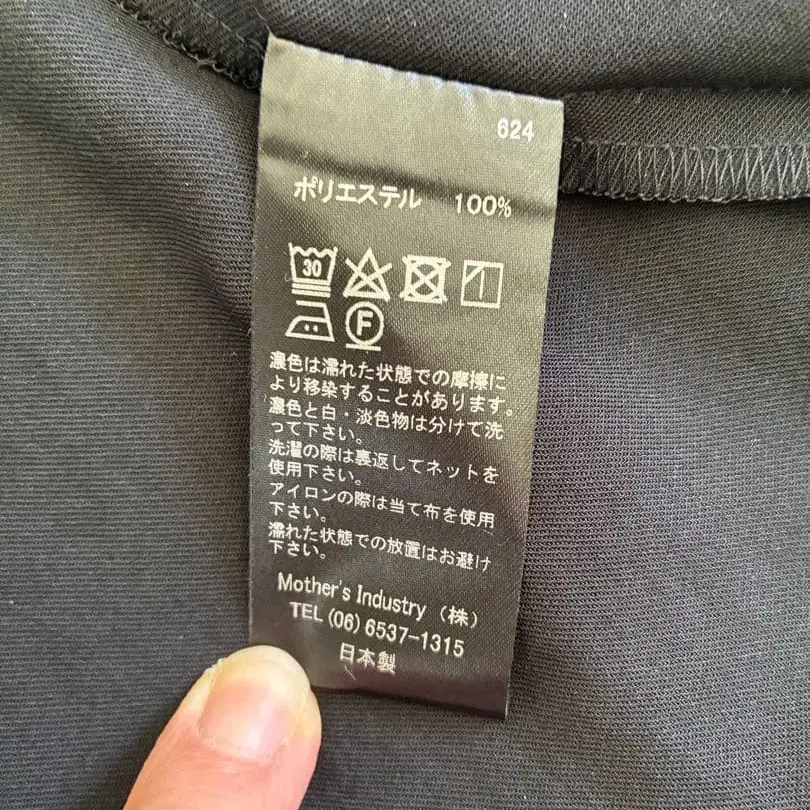 624
ポリエステル 100%
30
F
濃色は濡れた状態での摩擦に
より移染することがあります。
濃色と白・淡色物は分けて洗
って下さい。
洗濯の際は裏返してネットを
使用下さい。
アイロンの際は当て布を使用
下さい。
濡れた状態での放置はお避け
下さい。
Mother's Industry (株)
TEL (06) 6537-1315
日本製